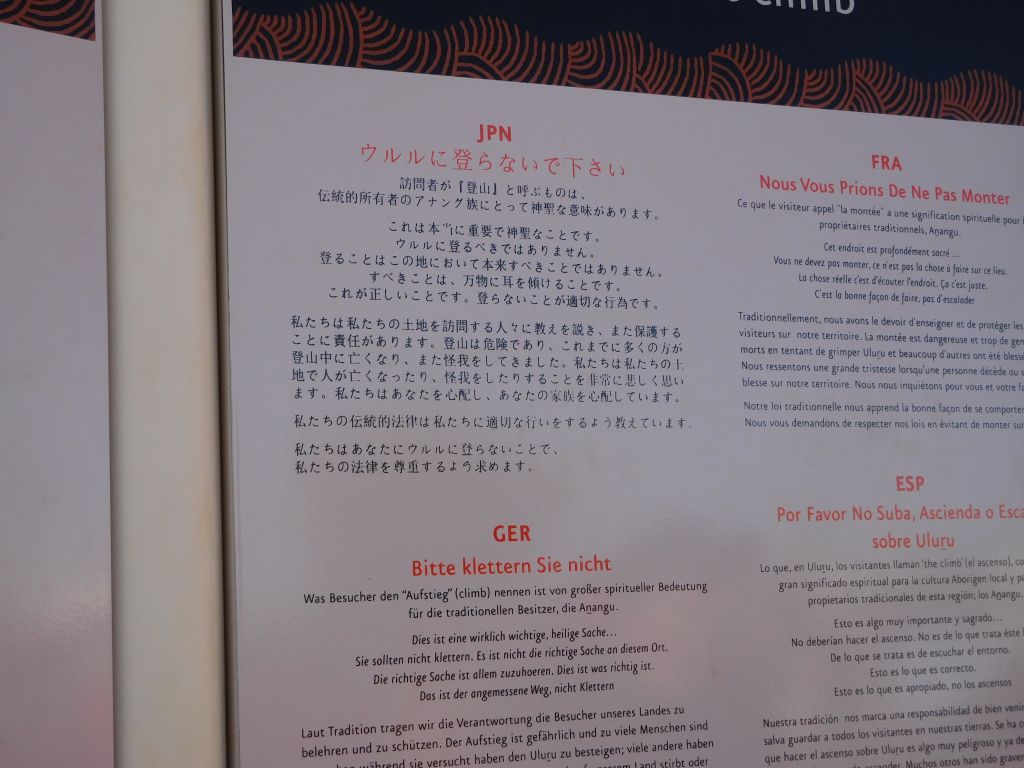 climb
JPN
ウルルに登らないで下さい
訪問者が『登山』と呼ぶものは、
伝統的所有者のアナング族にとって神聖な意味があります。
これは本当に重要で神聖なことです。
ウルルに登るべきではありません。
登ることはこの地において本来すべきことではありません。
すべきことは、万物に耳を傾けることです。
これが正しいことです。登らないことが適切な行為です。
私たちは私たちの土地を訪問する人々に教えを説き、また保護する
ことに責任があります。登山は危険であり、これまでに多くの方が
登山中に亡くなり、また怪我をしてきました。私たちは私たちの土
地で人が亡くなったり、怪我をしたりすることを非常に悲しく思い
ます。私たちはあなたを心配し、あなたの家族を心配しています。
私たちの伝統的法律は私たちに適切な行いをするよう教えています。
私たちはあなたにウルルに登らないことで、
私たちの法律を尊重するよう求めます。
GER
Bitte klettern Sie nicht
Was Besucher den "Aufstieg" (climb) nennen ist von großer spiritueller Bedeutung
für die traditionellen Besitzer, die Aṉangu.
Dies ist eine wirklich wichtige, heilige Sache...
Sie sollten nicht klettern. Es ist nicht die richtige Sache an diesem Ort.
Die richtige Sache ist allem zuzuhoeren. Dies ist was richtig ist.
Das ist der angemessene Weg, nicht Klettern
Laut Tradition tragen wir die Verantwortung die Besucher unseres Landes zu
belehren und zu schützen. Der Aufstieg ist gefährlich und zu viele Menschen sind
während sie versucht haben den Uluṟu zu besteigen; viele andere haben
Land stirbt oder
FRA
Nous Vous Prions De Ne Pas Monter
Ce que le visiteur appel "la montée" a une signification spirituelle pour
propriétaires traditionnels, Aṉangu.
Cet endroit est profondément sacré ...
Vous ne devez pas monter, ce n'est pas la chose à faire sur ce lieu.
La chose réelle c'est d'écouter l'endroit. Ça c'est juste.
C'est la bonne façon de faire, pas d'escalader
Traditionnellement, nous avons le devoir d'enseigner et de protéger les
visiteurs sur notre territoire. La montée est dangereuse et trop de
morts en tentant de grimper Uluṟu et beaucoup d'autres ont été
Nous ressentons une grande tristesse lorsqu'une personne décède ou
blesse sur notre territoire. Nous nous inquiétons pour vous et votre
Notre loi traditionnelle nous apprend la bonne façon de se comporter
Nous vous demandons de respecter nos lois en évitant de monter
ESP
Por Favor No Suba, Ascienda o
sobre Uluṟu
Lo que, en Uluṟu, los visitantes llaman 'the climb' (el ascenso),
gran significado espiritual para la cultura Aborigen local y
propietarios tradicionales de esta región; los Aṉangu.
Esto es algo muy importante y sagrado...
No deberían hacer el ascenso. No es de lo que trata éste
De lo que se trata es de escuchar el entorno.
Esto es lo que es correcto.
Esto es lo que es apropiado, no los ascensos
Nuestra tradición nos marca una responsabilidad de bien
salva guardar a todos los visitantes en nuestras tierras. Se ha
que hacer el ascenso sobre Uluṟu es algo muy peligroso y ya
ascender. Muchos otros han sido